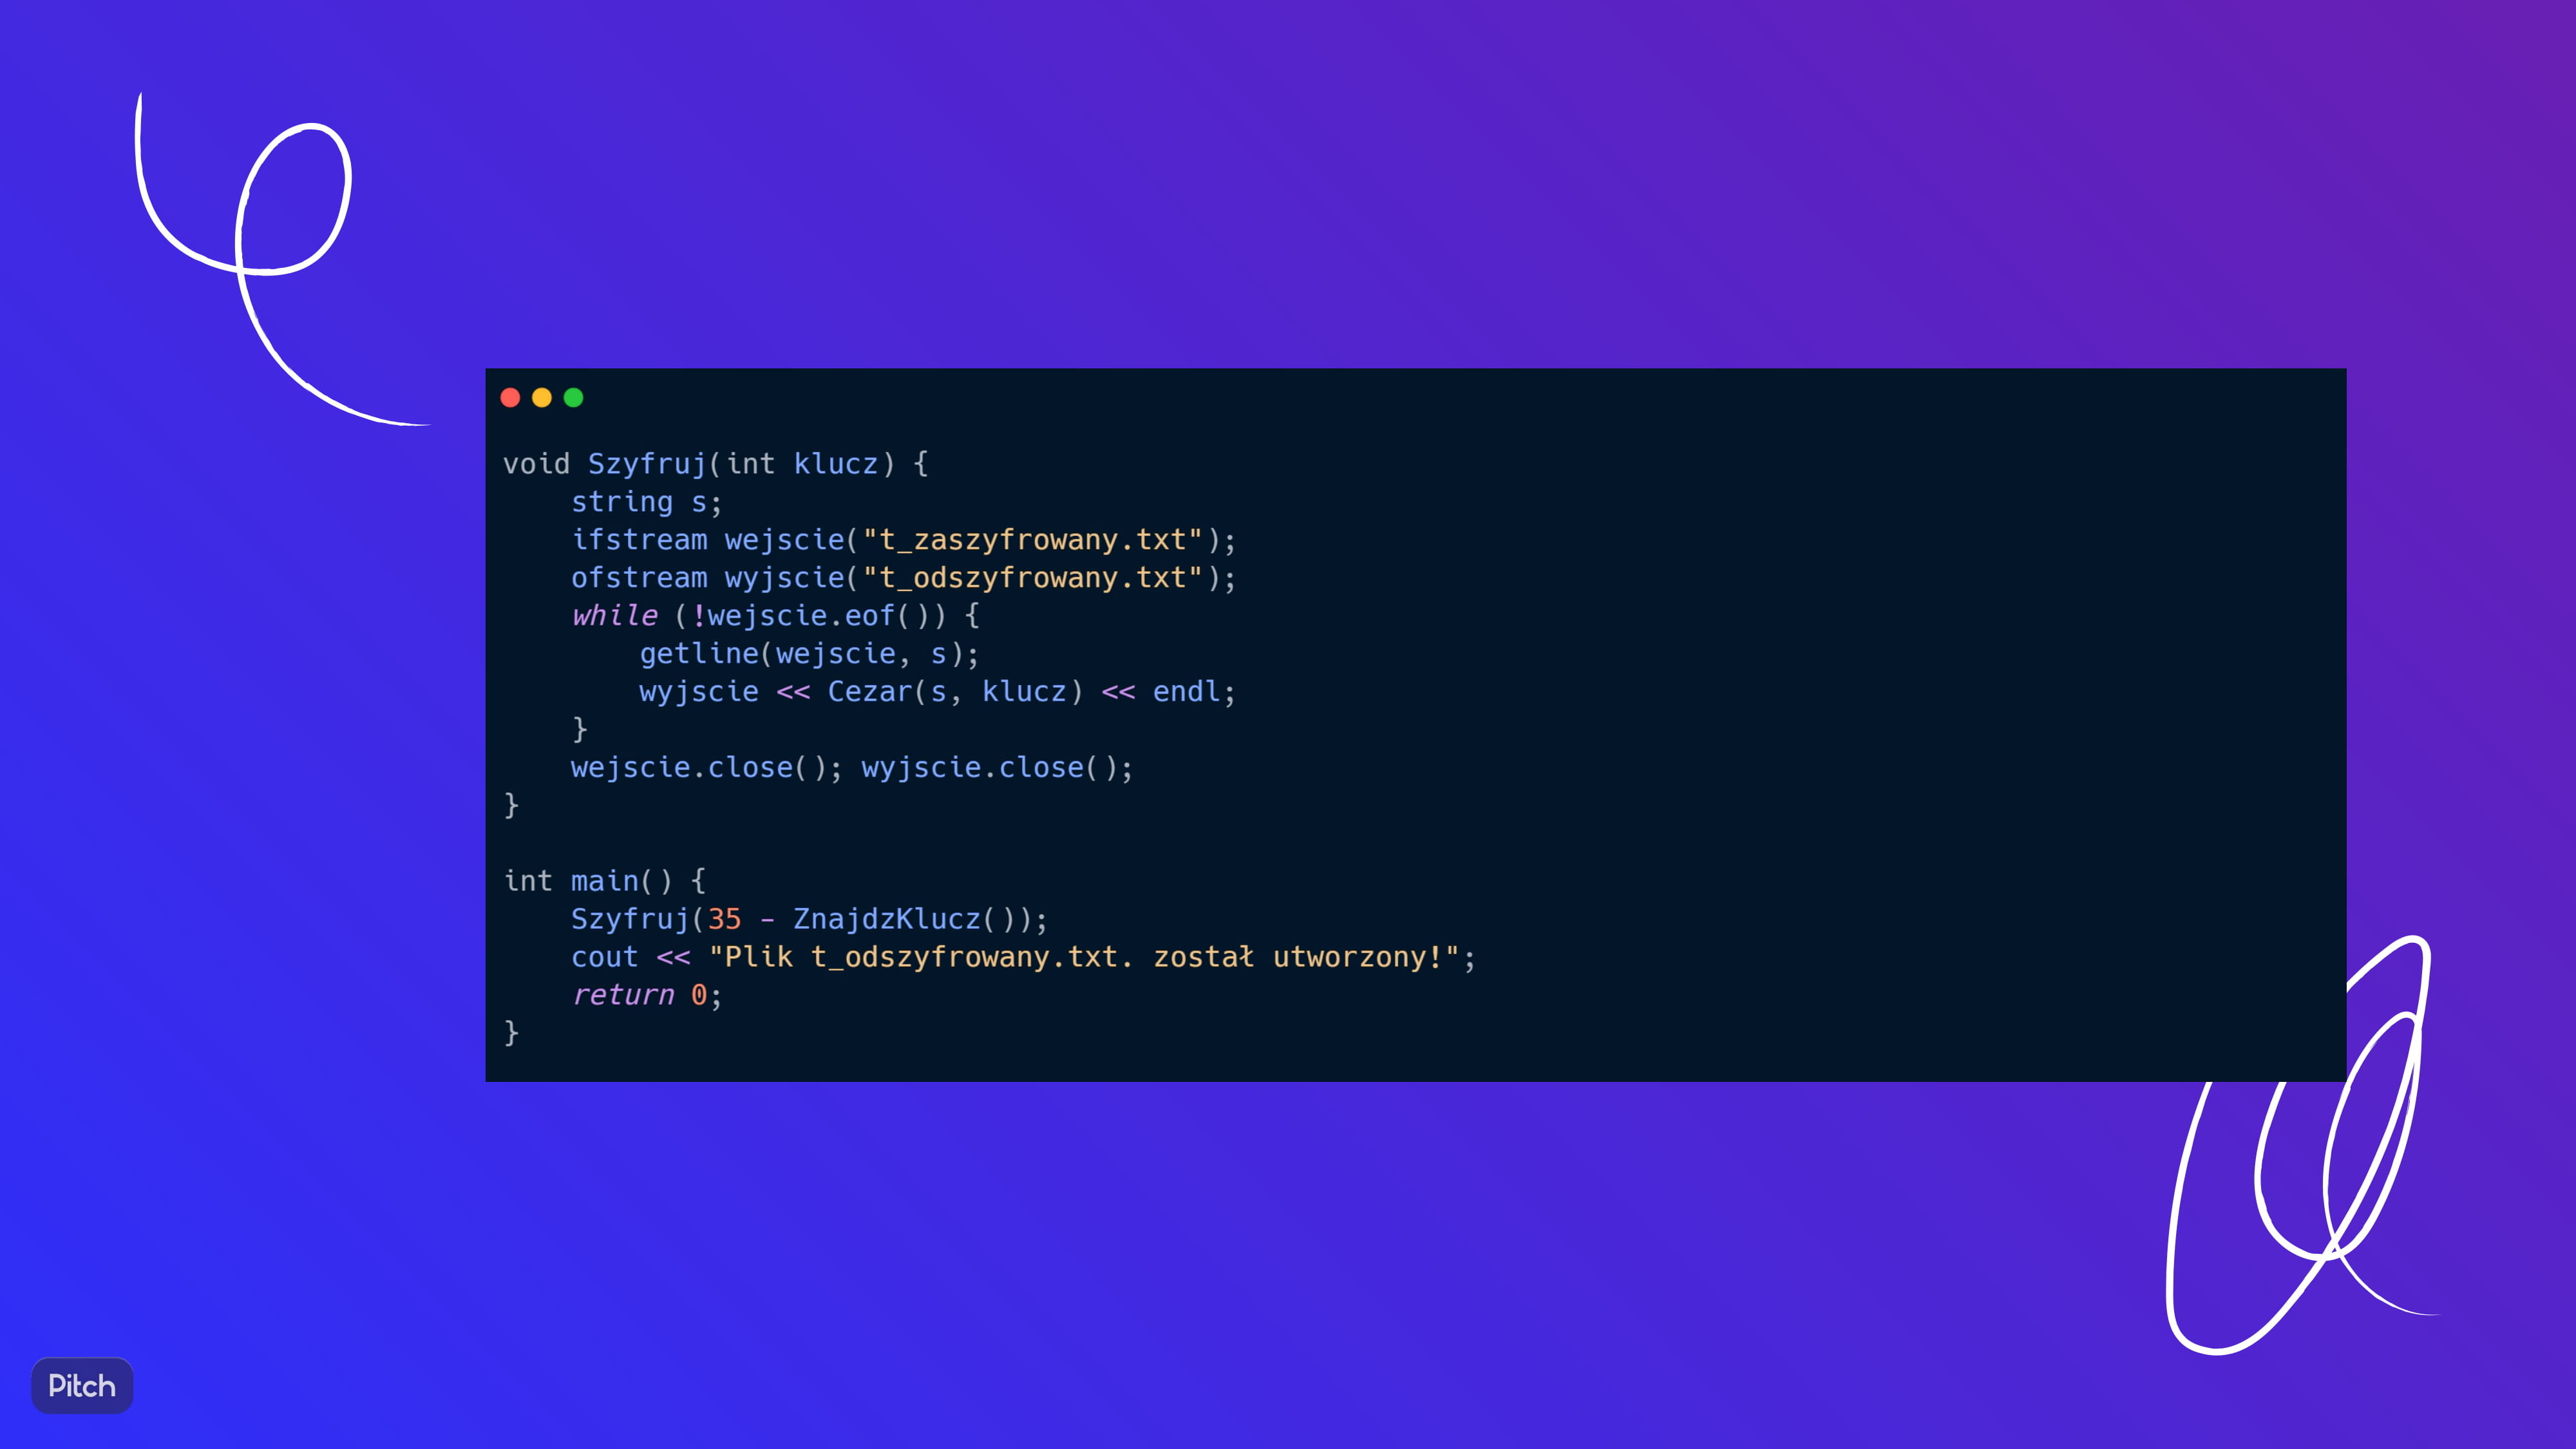 void Szyfruj(int klucz) {
    string s;
    ifstream wejscie("t_zaszyfrowany.txt");
    ofstream wyjscie("t_odszyfrowany.txt");
    while (!wejscie.eof()) {
        getline(wejscie, s);
        wyjscie << Cezar(s, klucz) << endl;
    }
    wejscie.close(); wyjscie.close();
}

int main() {
    Szyfruj(35 - ZnajdzKlucz());
    cout << "Plik t_odszyfrowany.txt. został utworzony!";
    return 0;
}
Pitch